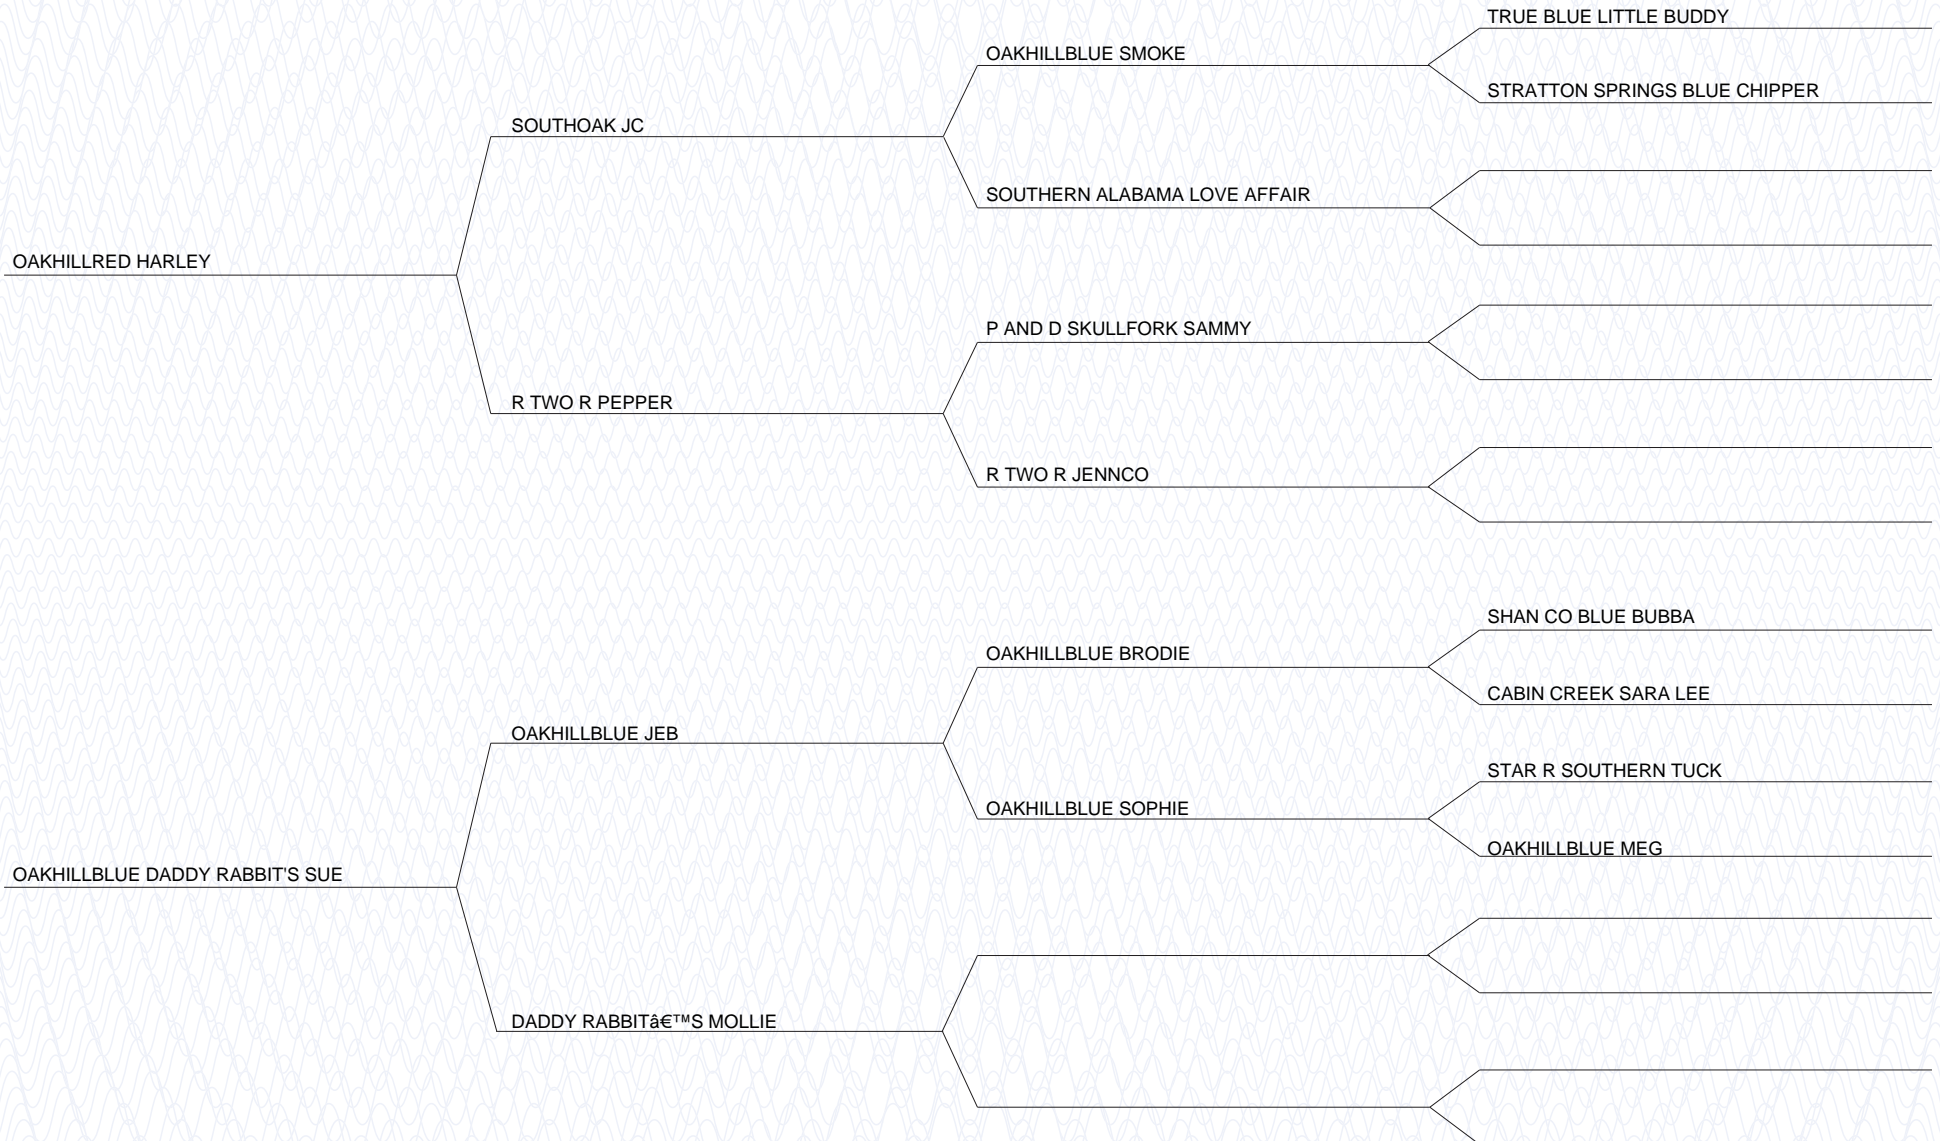 TRUE BLUE LITTLE BUDDY
OAKHILLBLUE SMOKE
STRATTON SPRINGS BLUE CHIPPER
SOUTHOAK JC
SOUTHERN ALABAMA LOVE AFFAIR
OAKHILLRED HARLEY
P AND D SKULLFORK SAMMY
R TWO R PEPPER
R TWO R JENNCO
SHAN CO BLUE BUBBA
OAKHILLBLUE BRODIE
CABIN CREEK SARA LEE
OAKHILLBLUE JEB
STAR R SOUTHERN TUCK
OAKHILLBLUE SOPHIE
OAKHILLBLUE MEG
OAKHILLBLUE DADDY RABBIT'S SUE
DADDY RABBITâ€™S MOLLIE